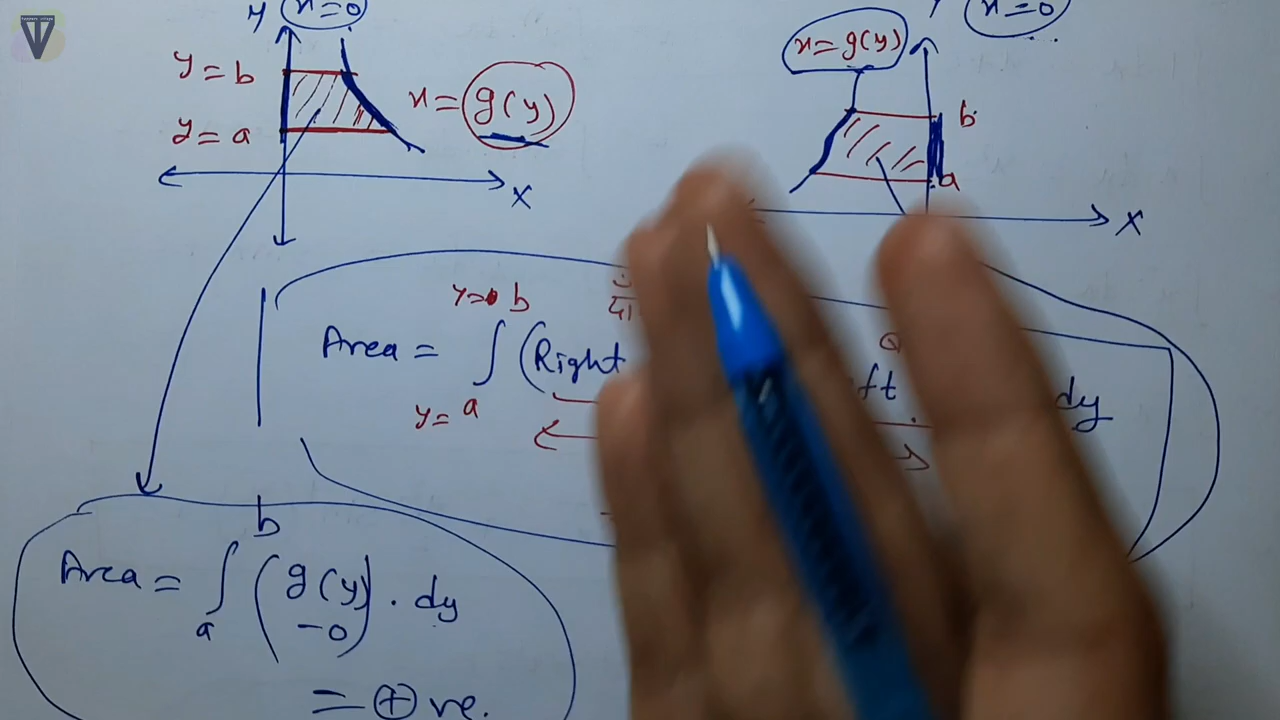 Y x=0
y=b
y=a
x=g(y)
X
x=g(y)
x=0
b
a
X
y=b
Area = ∫ (Right
y=a
ft
dy
b
Area = ∫ (g(y) - 0) . dy
a
= ⊕ve.